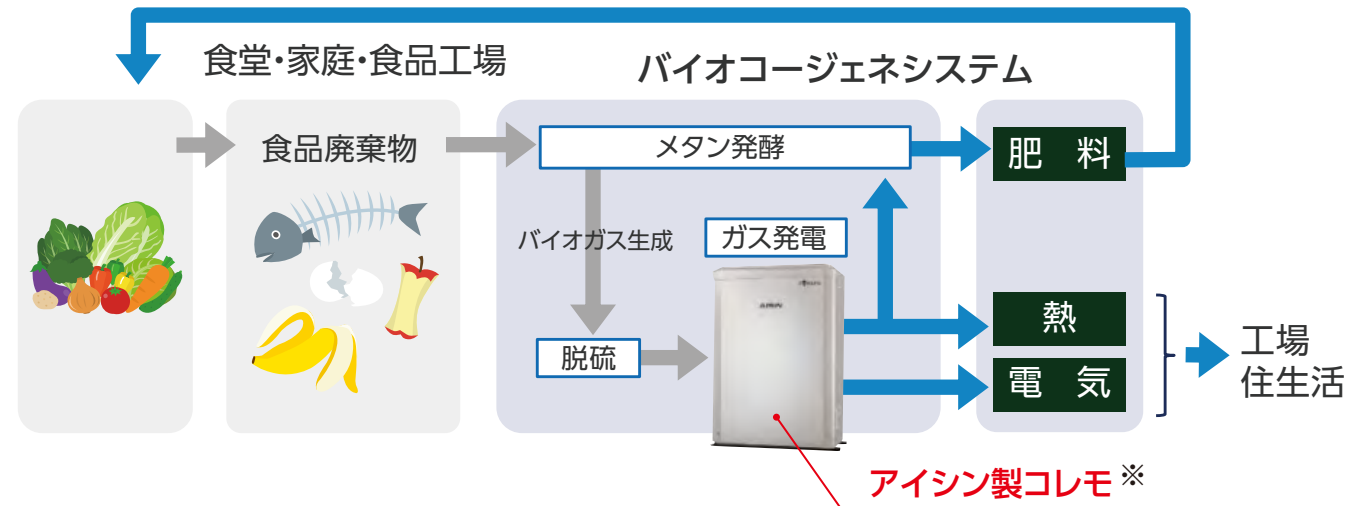 食堂・家庭・食品工場
バイオコージェネシステム
食品廃棄物
メタン発酵
肥 料
バイオガス生成
ガス発電
AISIN
熱
脱硫
電 気
工場
住生活
アイシン製コレモ※